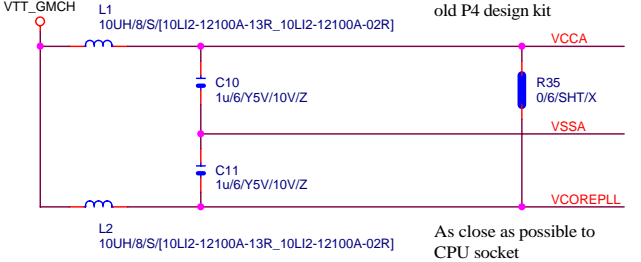 VTT_GMCH
L1
10UH/8/S/[10LI2-12100A-13R_10LI2-12100A-02R]
old P4 design kit
VCCA
C10
1u/6/Y5V/10V/Z
R35
0/6/SHT/X
VSSA
C11
1u/6/Y5V/10V/Z
VCOREPLL
L2
10UH/8/S/[10LI2-12100A-13R_10LI2-12100A-02R]
As close as possible to
CPU socket